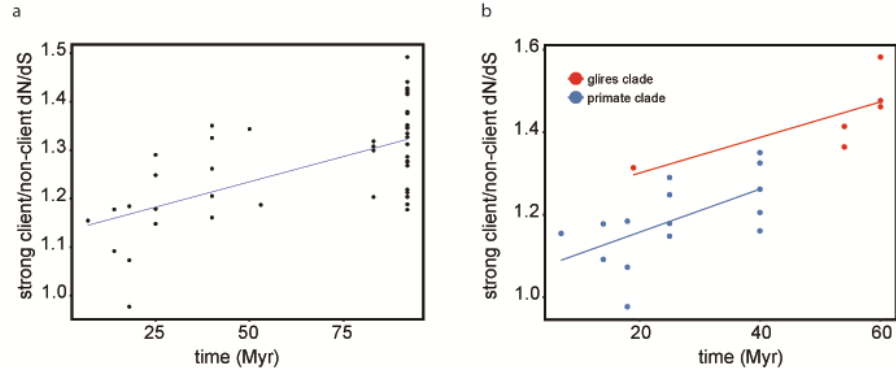 a
strong client/non-client dN/dS
1.5
1.4
1.3
1.2
1.1
1.0
25
50
75
time (Myr)
b
strong client/non-client dN/dS
1.6
1.4
1.2
1.0
glires clade
primate clade
20
40
60
time (Myr)